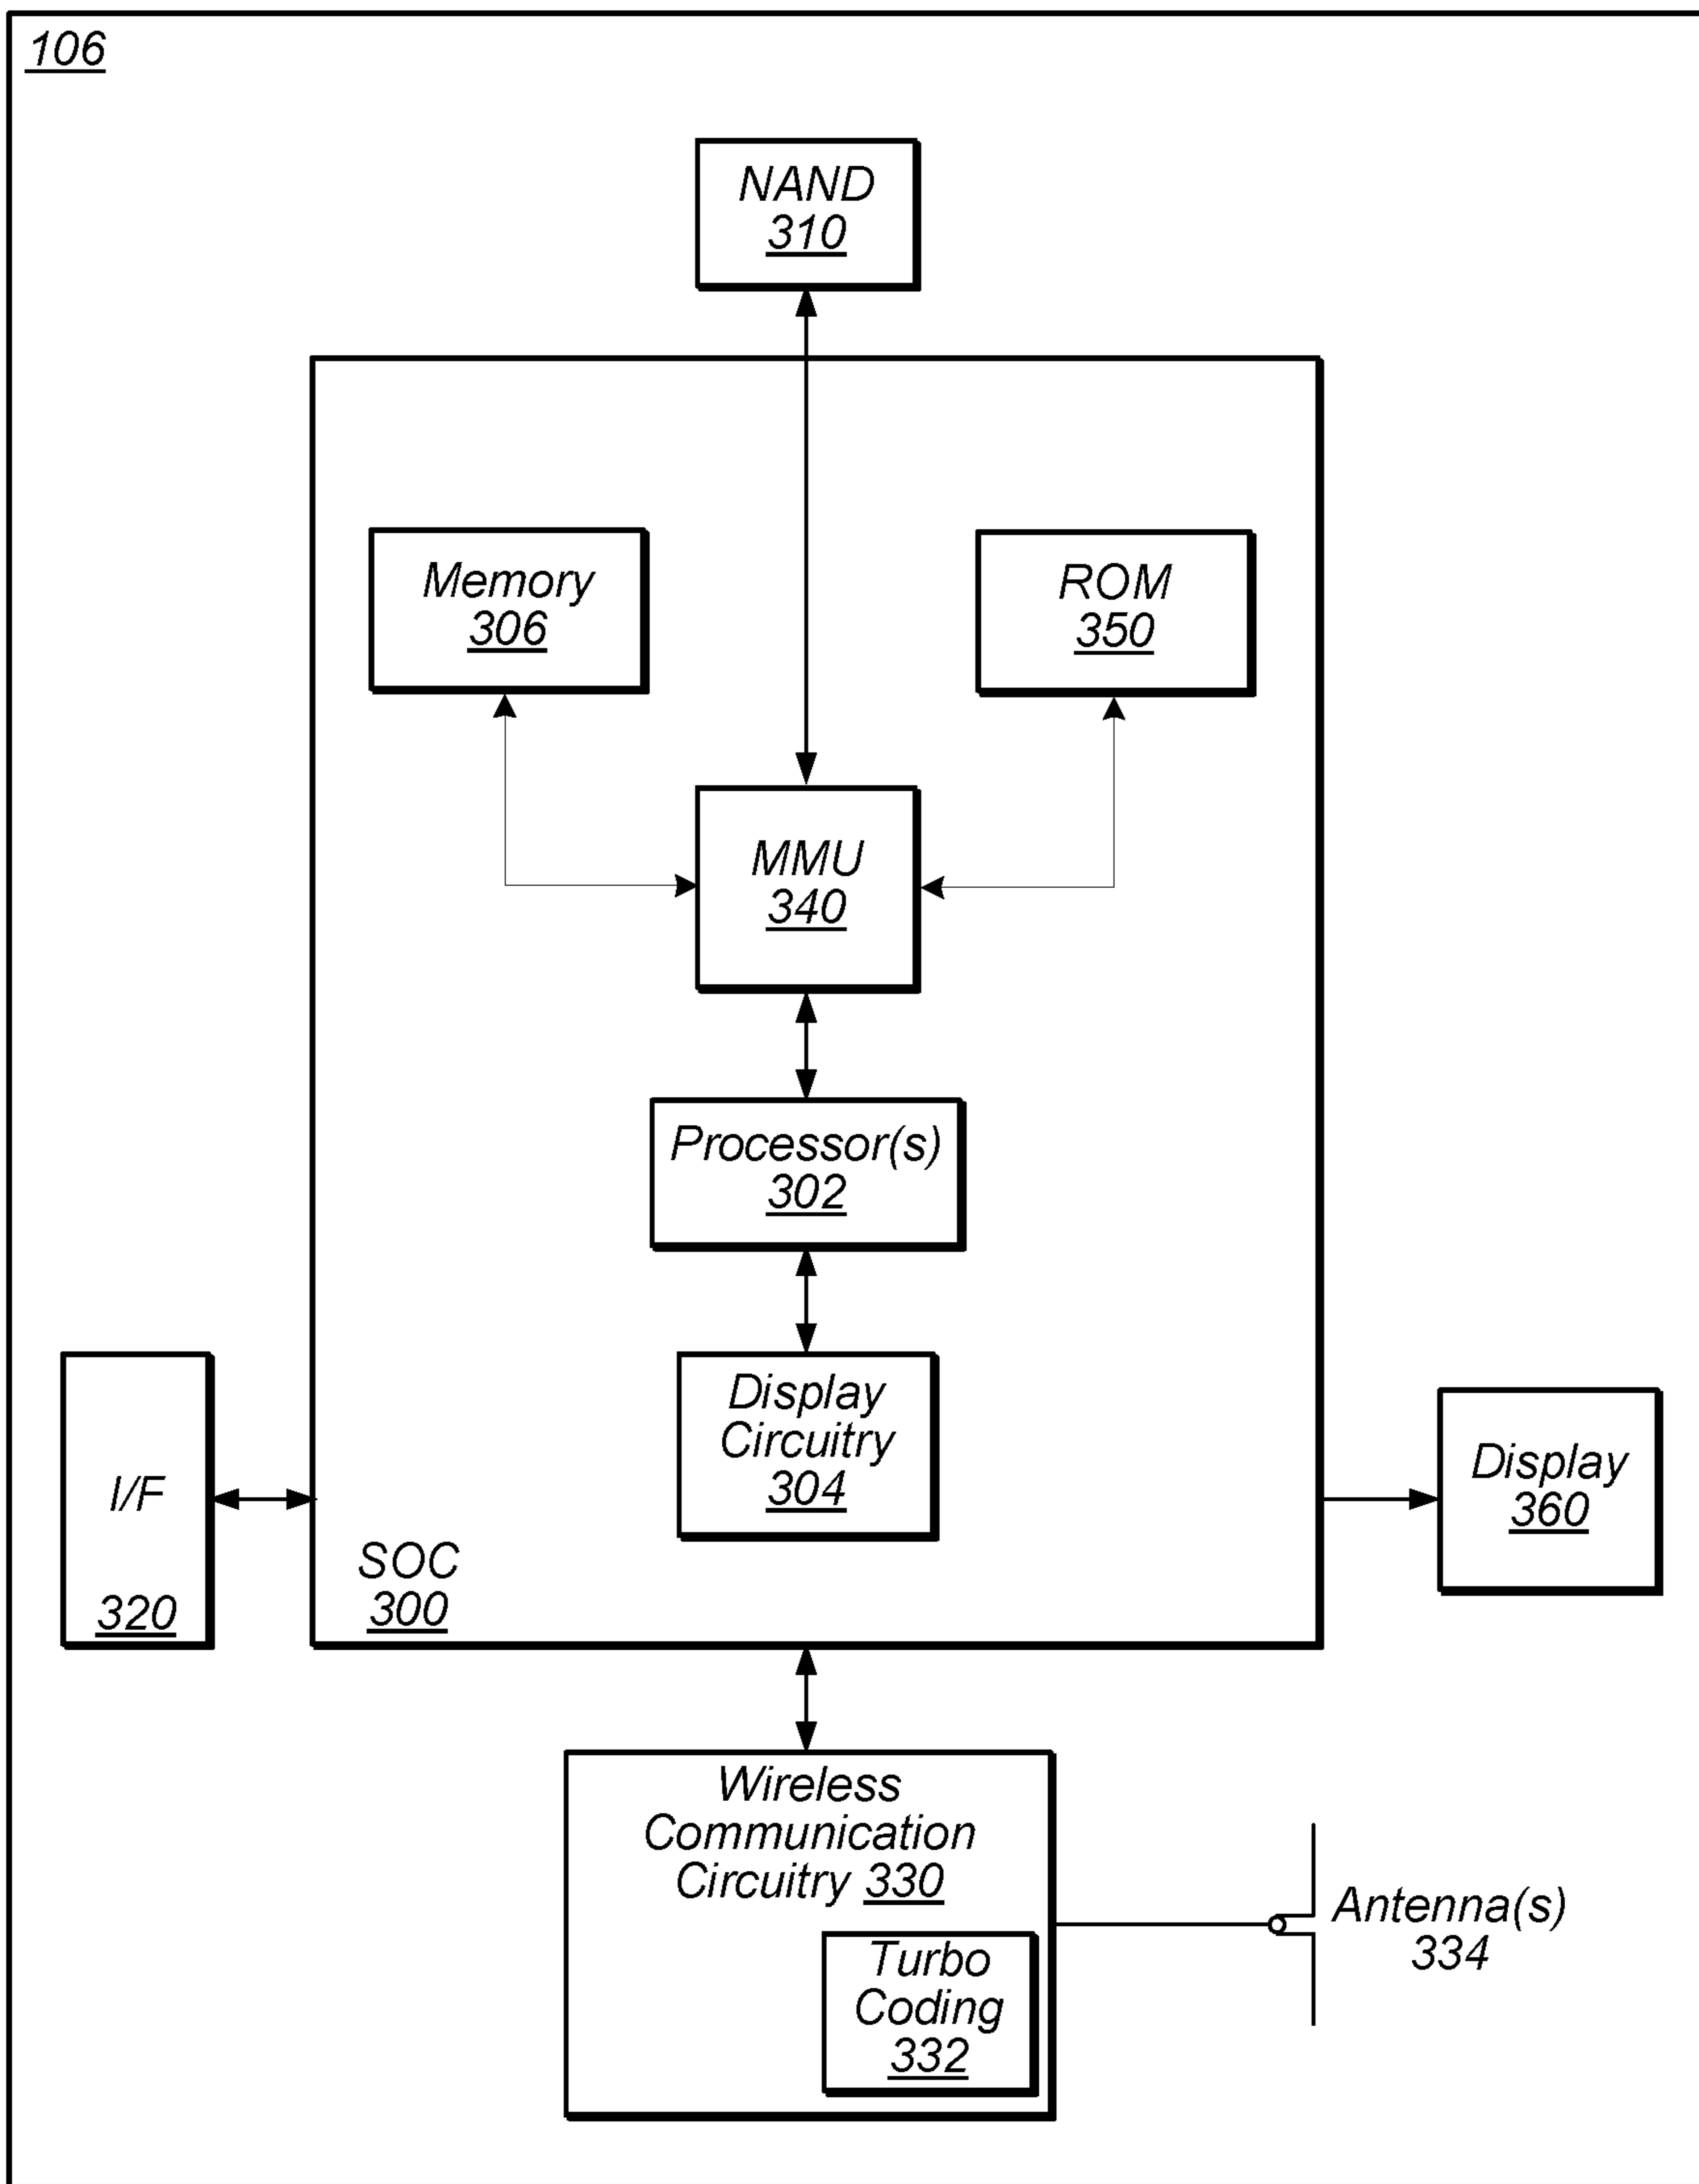 106
NAND
310
Memory
306
ROM
350
MMU
340
Processor(s)
302
Display
Circuitry
304
I/F
320
SOC
300
Display
360
Wireless
Communication
Circuitry 330
Turbo
Coding
332
Antenna(s)
334